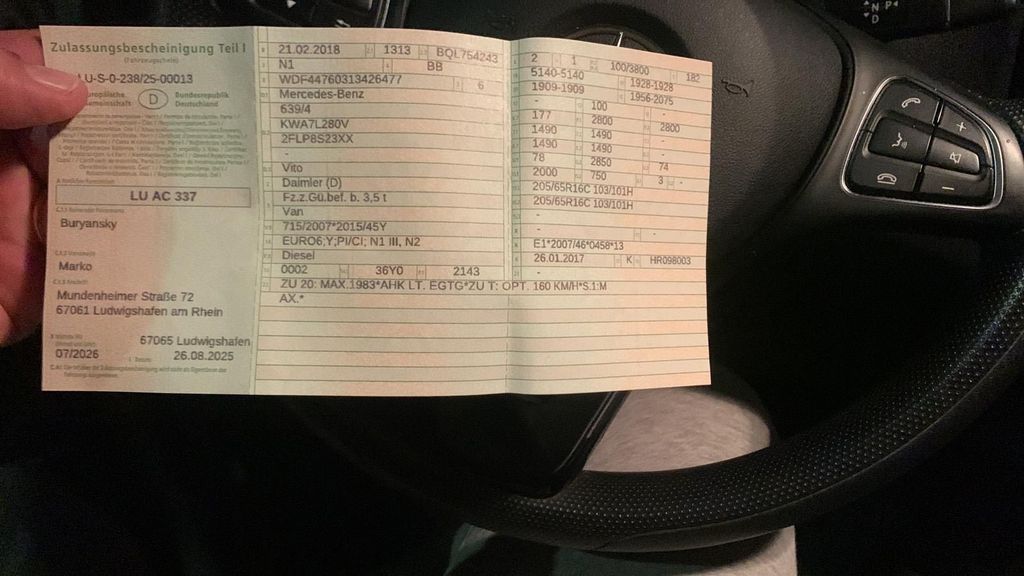 Zulassungsbescheinigung Teil I
LU-S-0-238/25-00013
Europäische Gemeinschaft
D
Bundesrepublik Deutschland
LU AC 337
Buryansky
Marko
Mundenheimer Straße 72
67061 Ludwigshafen am Rhein
67065 Ludwigshafen
07/2026
26.08.2025
21.02.2018 1313 BQL754243
N1 BB
WDF44760313426477 6
Mercedes-Benz
639/4
KWA7L280V
2FLP8S23XX
-
Vito
Daimler (D)
Fz.z.Gü.bef. b. 3,5 t
Van
715/2007*2015/45Y
EURO6;Y;PI/CI; N1 III, N2
Diesel
0002 36Y0 2143
ZU 20: MAX.1983*AHK LT. EGTG*ZU T: OPT. 160 KM/H*S.1:M
AX.*
2 - 1 100/3800 182
5140-5140 1928-1928
1909-1909 1956-2075
- 100 -
177 2800 2800
1490 1490 -
1490 1490 -
78 2850 74
2000 750 3 -
205/65R16C 103/101H
205/65R16C 103/101H
-
- -
E1*2007/46*0458*13
26.01.2017 K HR098003
-
N P
D
+
−